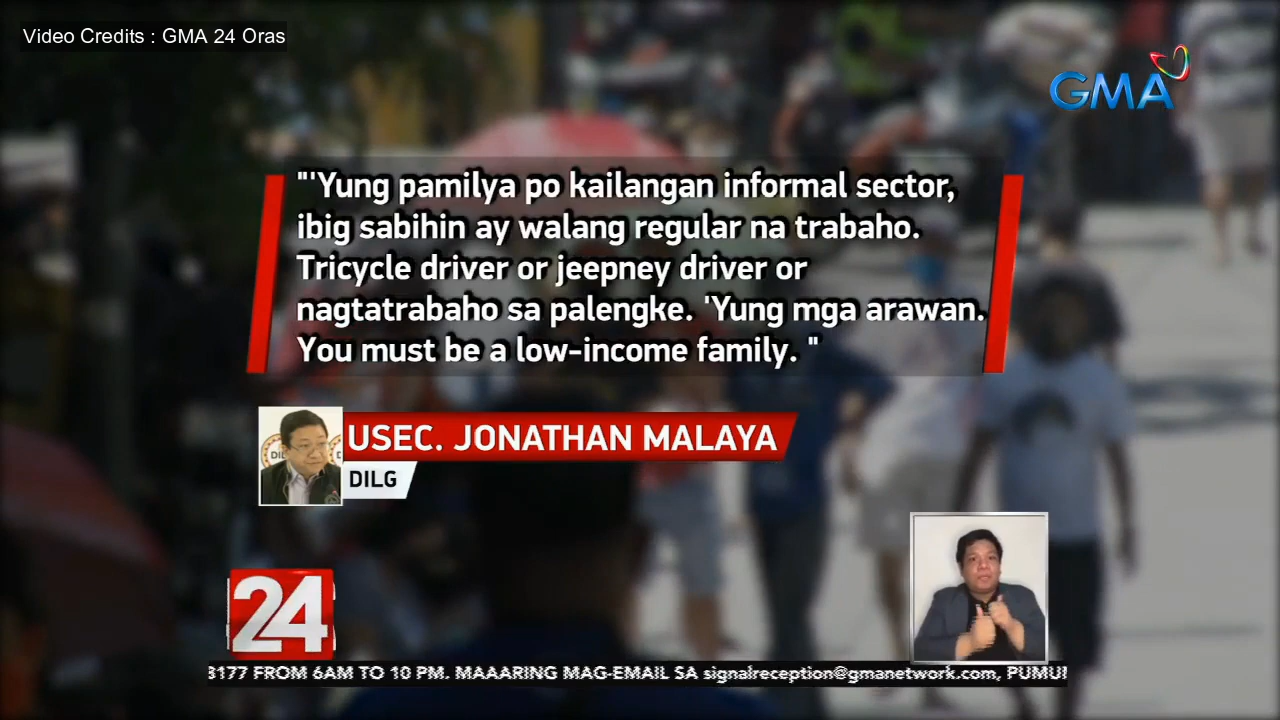 Video Credits : GMA 24 Oras
GMA
"'Yung pamilya po kailangan informal sector,
ibig sabihin ay walang regular na trabaho.
Tricycle driver or jeepney driver or
nagtatrabaho sa palengke. 'Yung mga arawan.
You must be a low-income family. "
USEC. JONATHAN MALAYA
DILG
24
3177 FROM 6AM TO 10 PM. MAAARING MAG-EMAIL SA signalreception@gmanetwork.com,